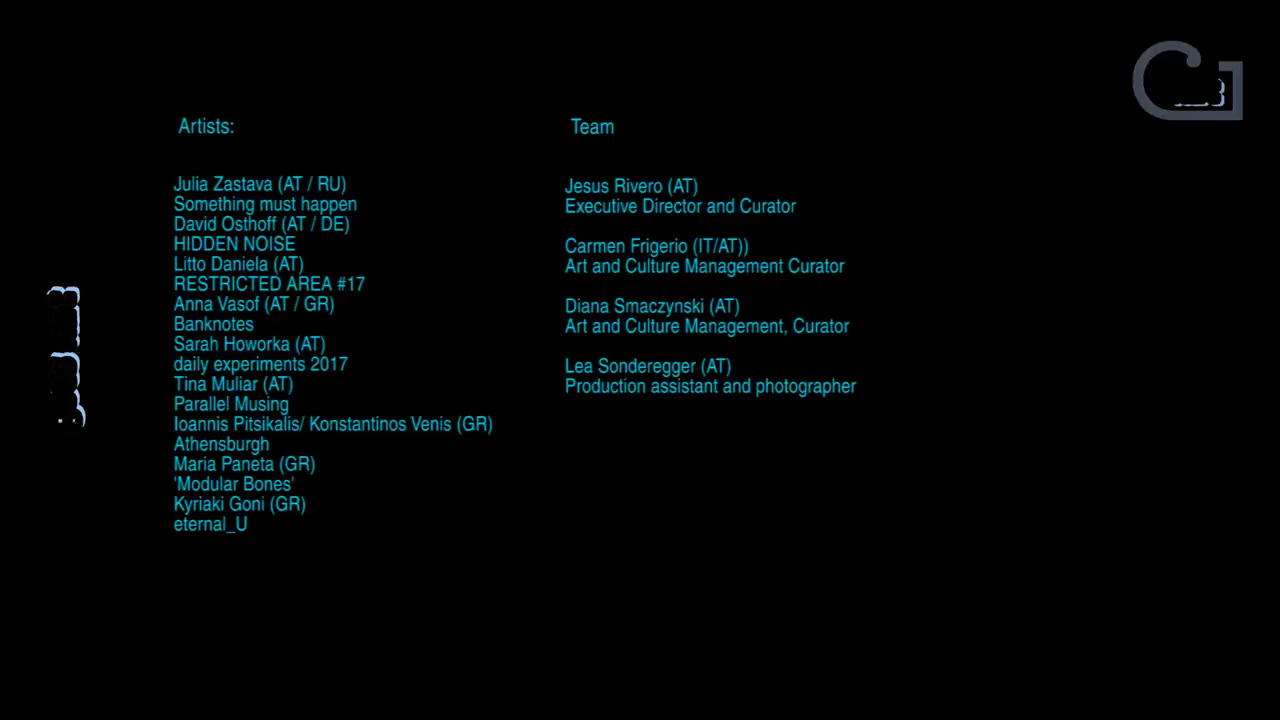 Artists:
Julia Zastava (AT / RU)
Something must happen
David Osthoff (AT / DE)
HIDDEN NOISE
Litto Daniela (AT)
RESTRICTED AREA #17
Anna Vasof (AT / GR)
Banknotes
Sarah Howorka (AT)
daily experiments 2017
Tina Muliar (AT)
Parallel Musing
Ioannis Pitsikalis/ Konstantinos Venis (GR)
Athensburgh
Maria Paneta (GR)
'Modular Bones'
Kyriaki Goni (GR)
eternal_U
Team
Jesus Rivero (AT)
Executive Director and Curator
Carmen Frigerio (IT/AT))
Art and Culture Management Curator
Diana Smaczynski (AT)
Art and Culture Management, Curator
Lea Sonderegger (AT)
Production assistant and photographer